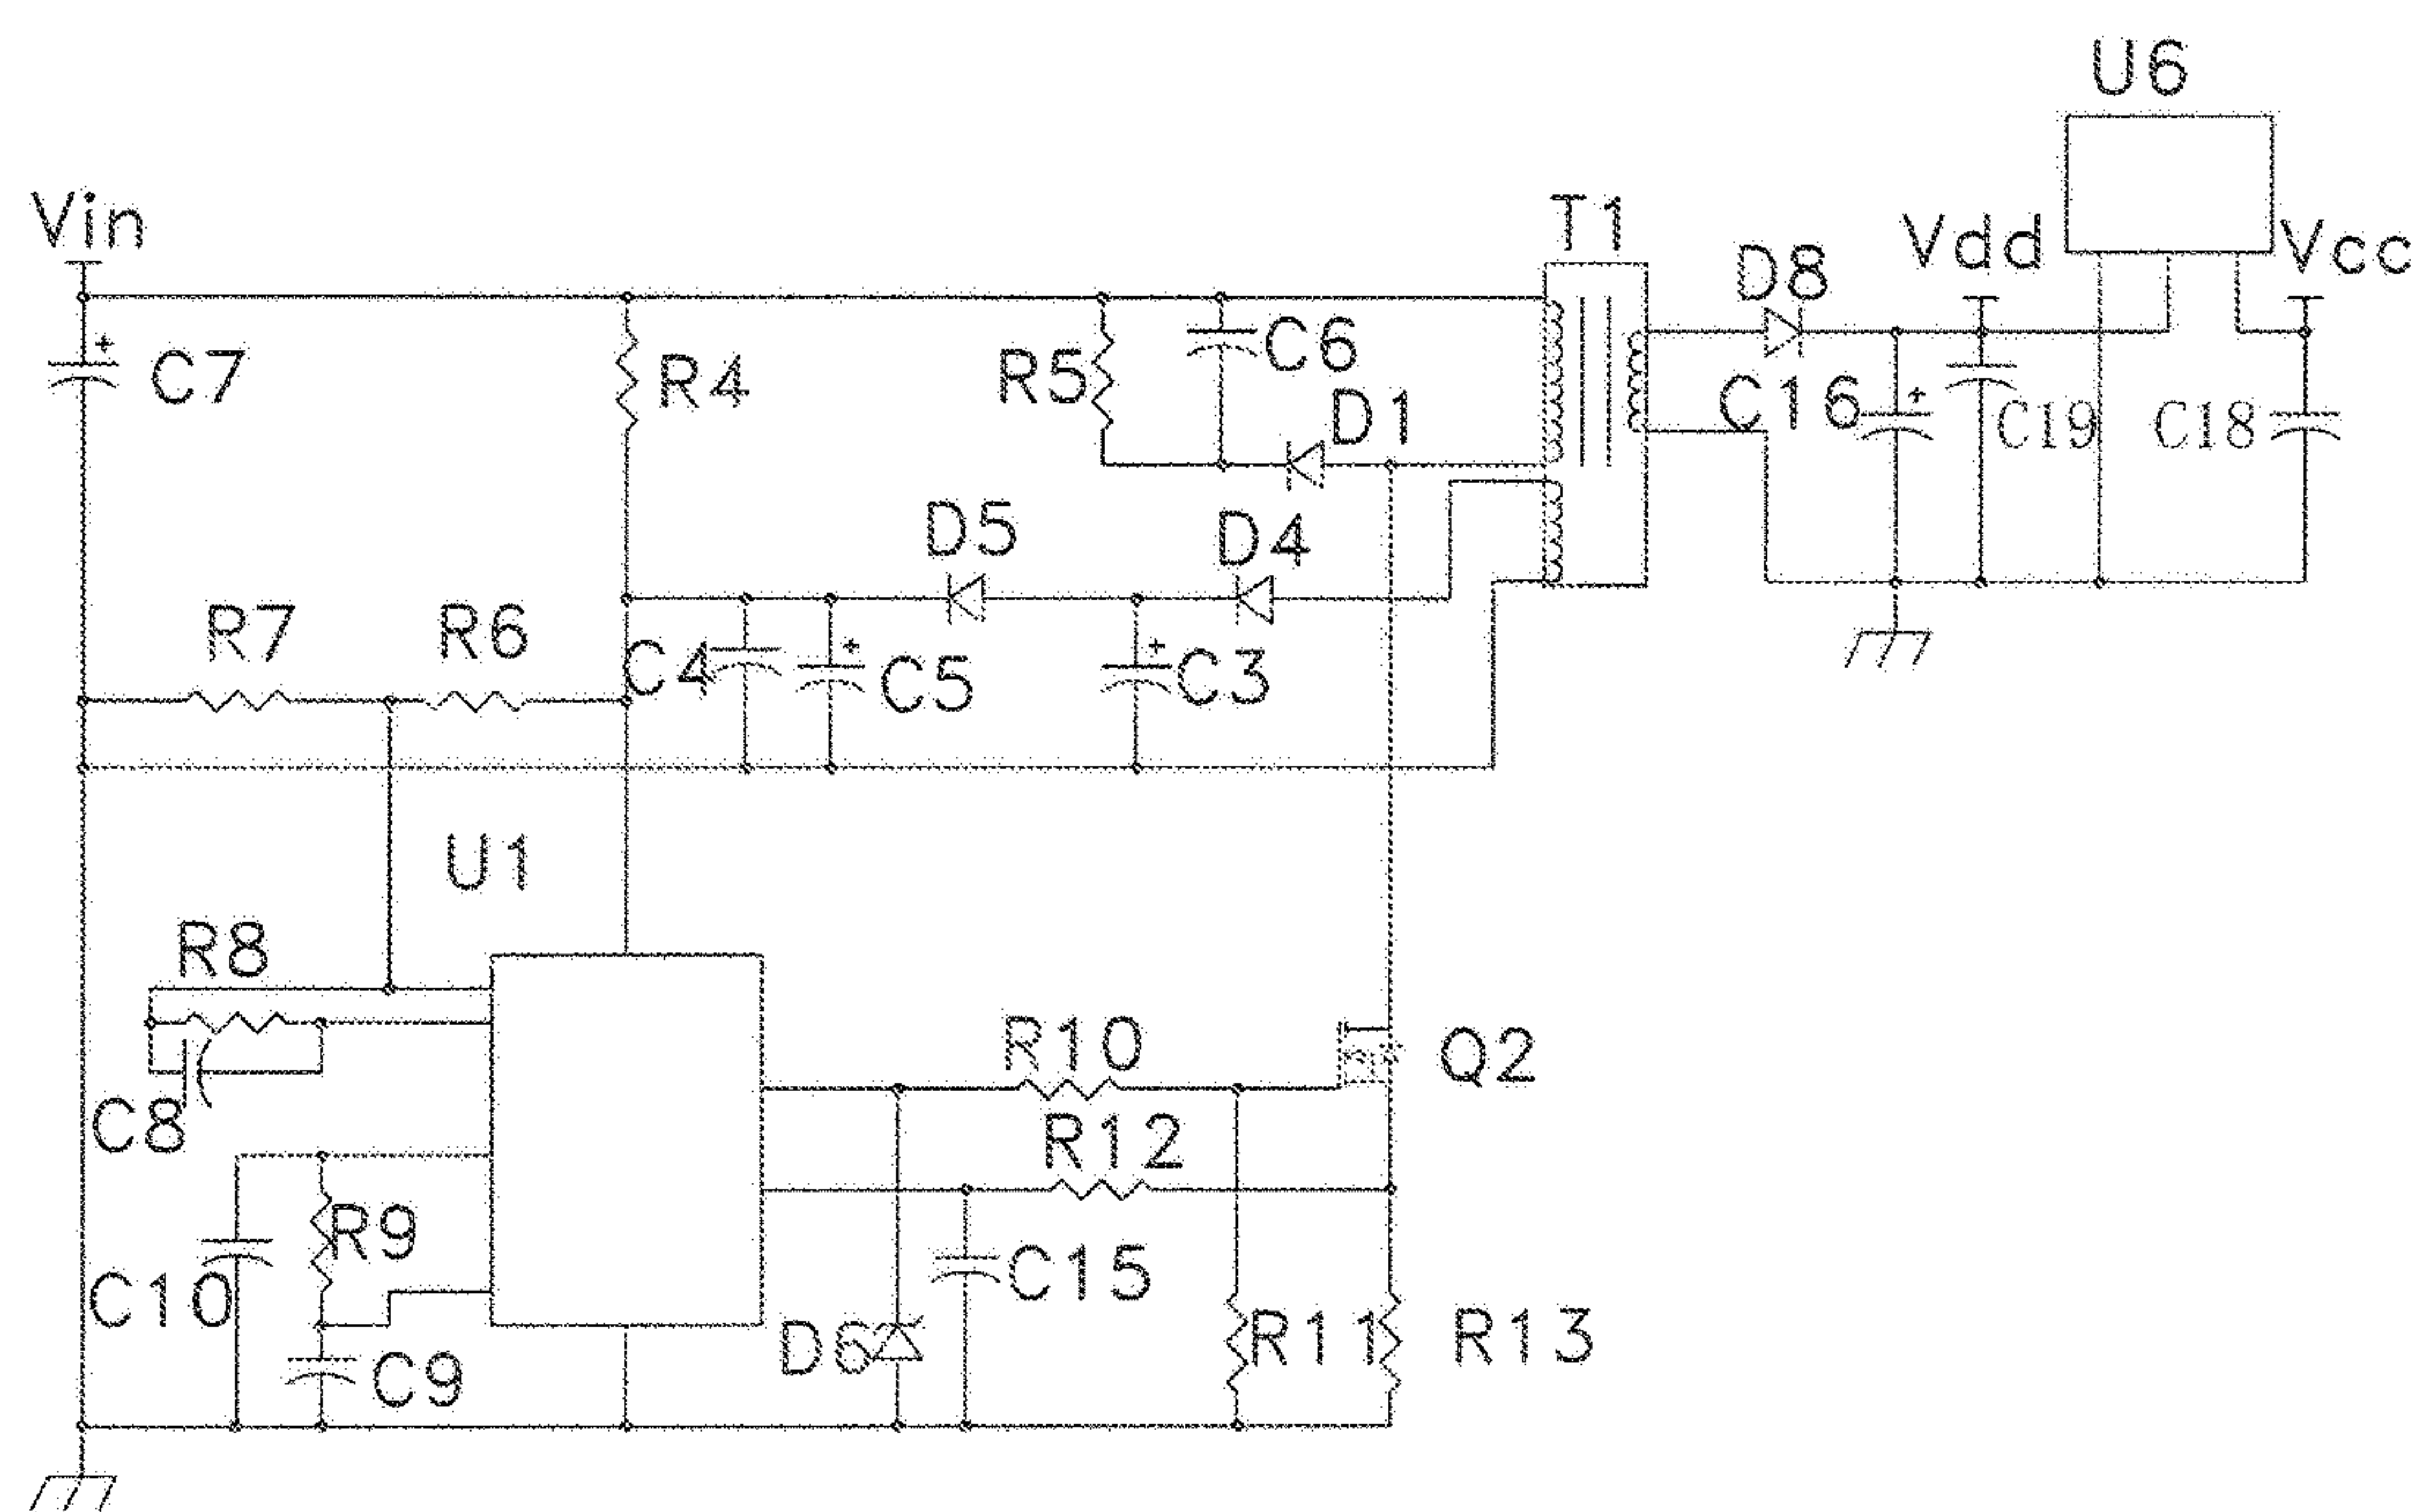 U6
Vin
T1
Vdd
Vcc
D8
C7
R4
R5
C6
D1
C16
C19
C18
D5
D4
R7
R6
C4
C5
C3
U1
R8
R10
Q2
C8
R12
R9
C15
C10
D6
R11
R13
C9